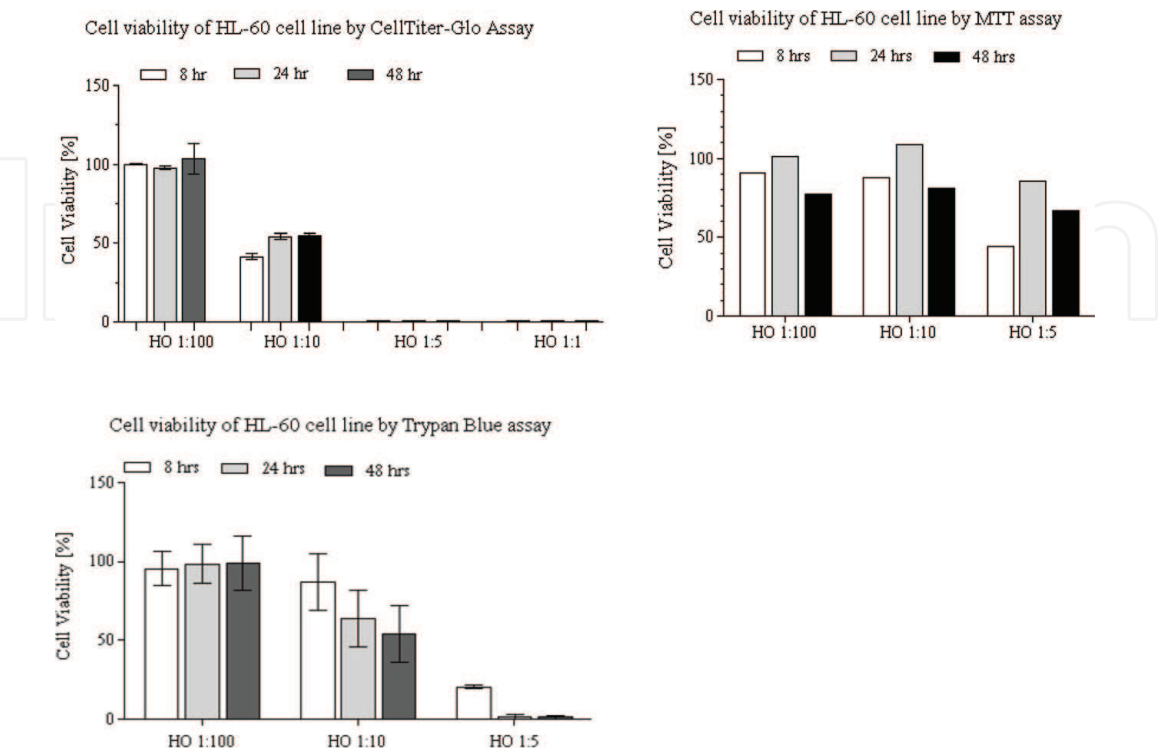 Cell viability of HL-60 cell line by CellTiter-Glo Assay
8 hr 24 hr 48 hr
Cell Viability [%]
150
100
50
0
HO 1:100 HO 1:10 HO 1:5 HO 1:1
Cell viability of HL-60 cell line by MTT assay
8 hrs 24 hrs 48 hrs
Cell Viability [%]
150
100
50
0
HO 1:100 HO 1:10 HO 1:5
Cell viability of HL-60 cell line by Trypan Blue assay
8 hrs 24 hrs 48 hrs
Cell Viability [%]
150
100
50
0
HO 1:100 HO 1:10 HO 1:5